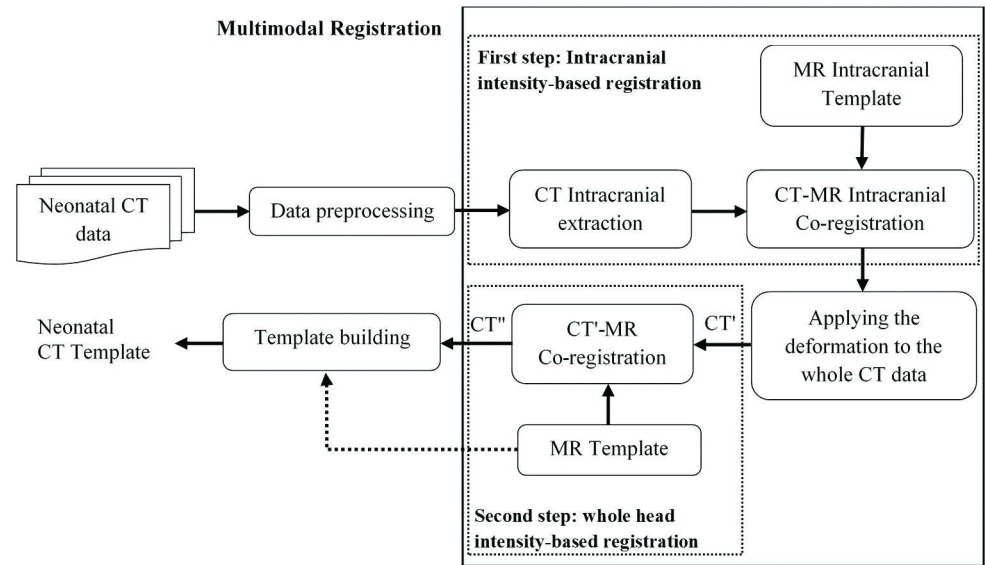 Multimodal Registration
First step: Intracranial
intensity-based registration
MR Intracranial
Template
Neonatal CT
data
Data preprocessing
CT Intracranial
extraction
CT-MR Intracranial
Co-registration
Neonatal
CT Template
Template building
CT"
CT'-MR
Co-registration
CT'
Applying the
deformation to the
whole CT data
MR Template
Second step: whole head
intensity-based registration